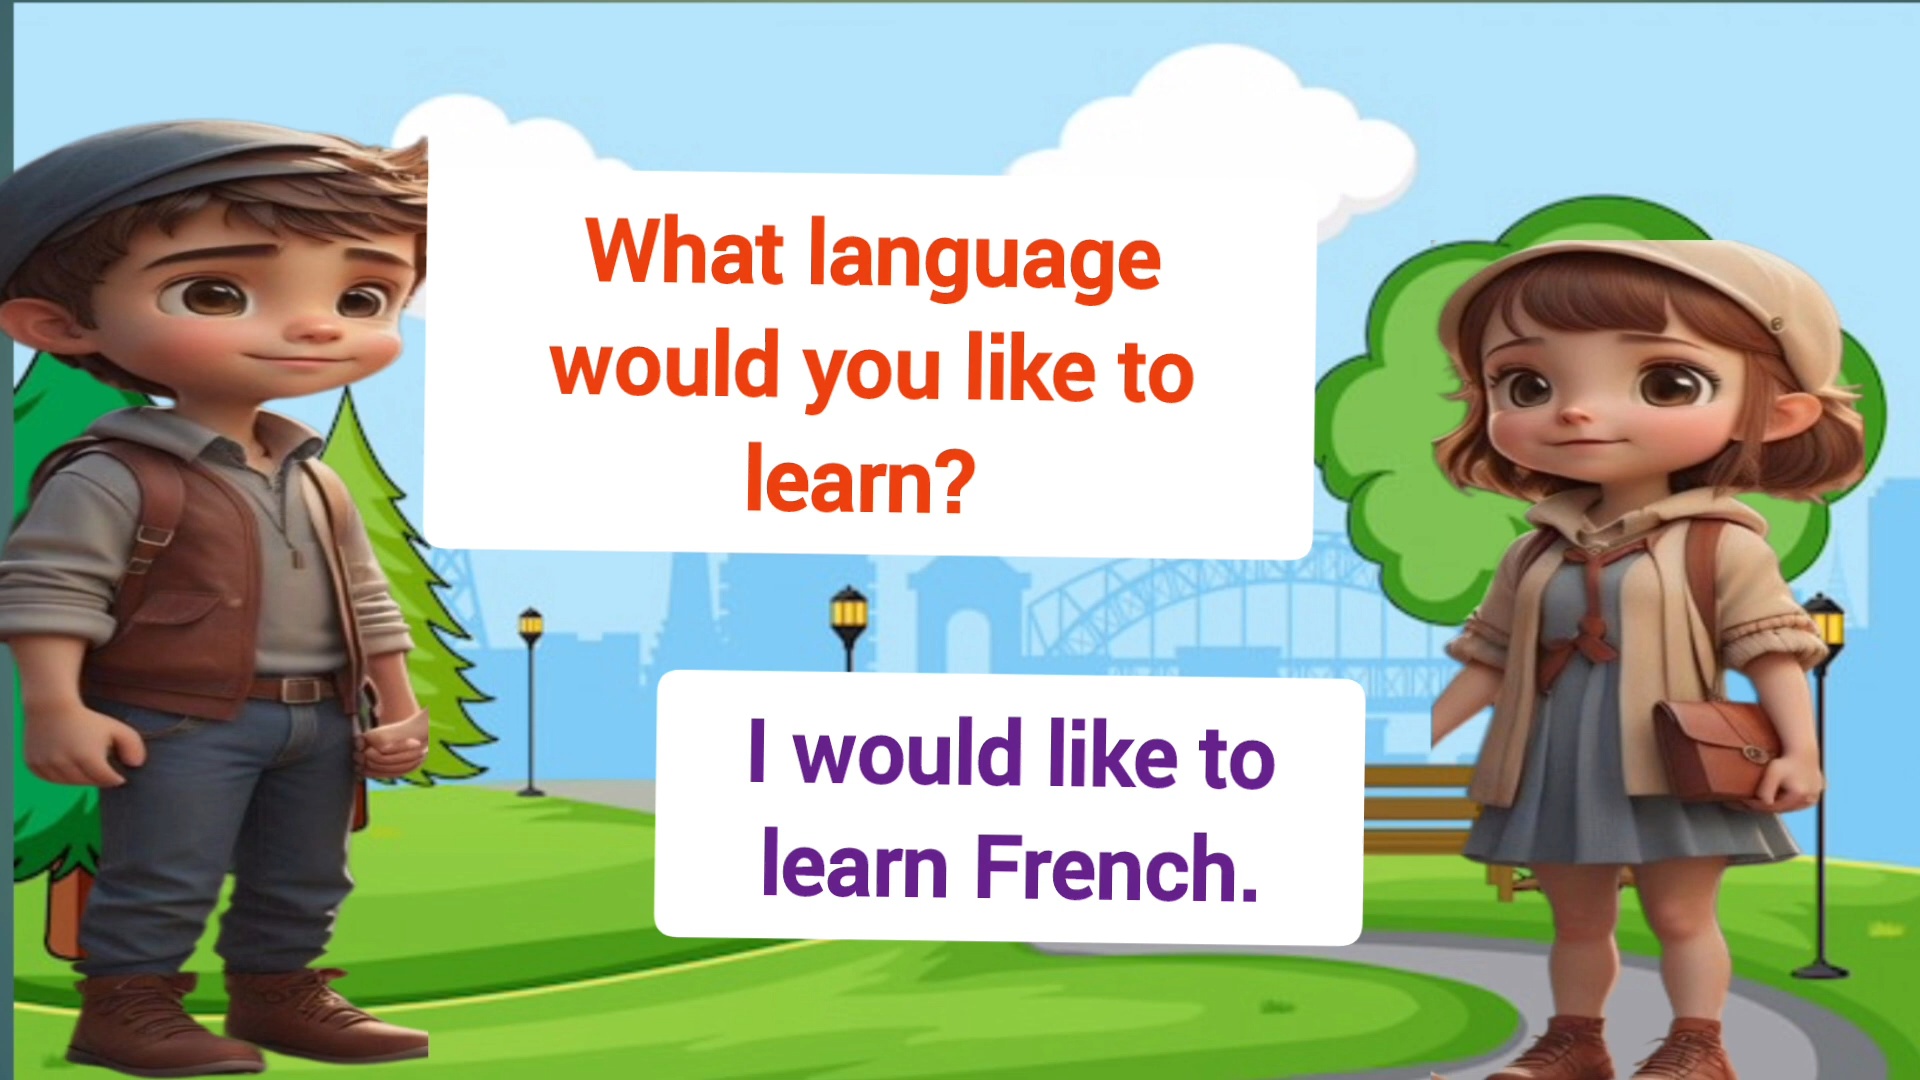 What language
would you like to
learn?
I would like to
learn French.